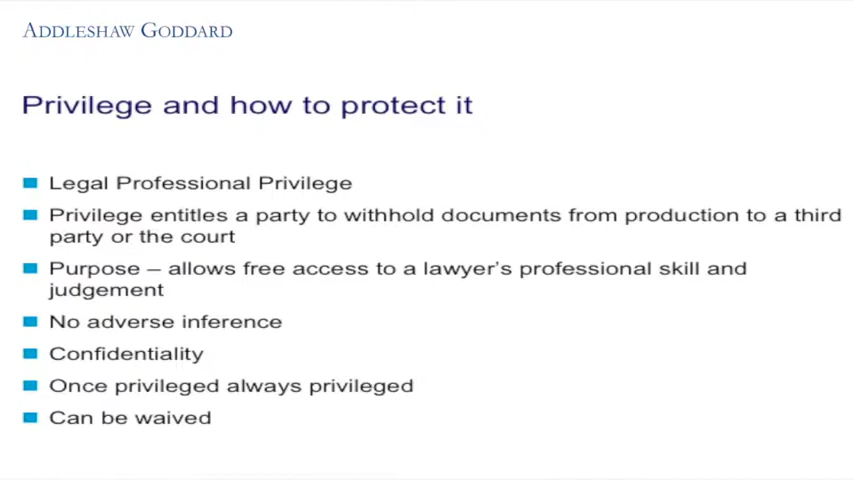 ADDLESHAW GODDARD
Privilege and how to protect it
Legal Professional Privilege
Privilege entitles a party to withhold documents from production to a third
party or the court
Purpose – allows free access to a lawyer's professional skill and
judgement
No adverse inference
Confidentiality
Once privileged always privileged
Can be waived